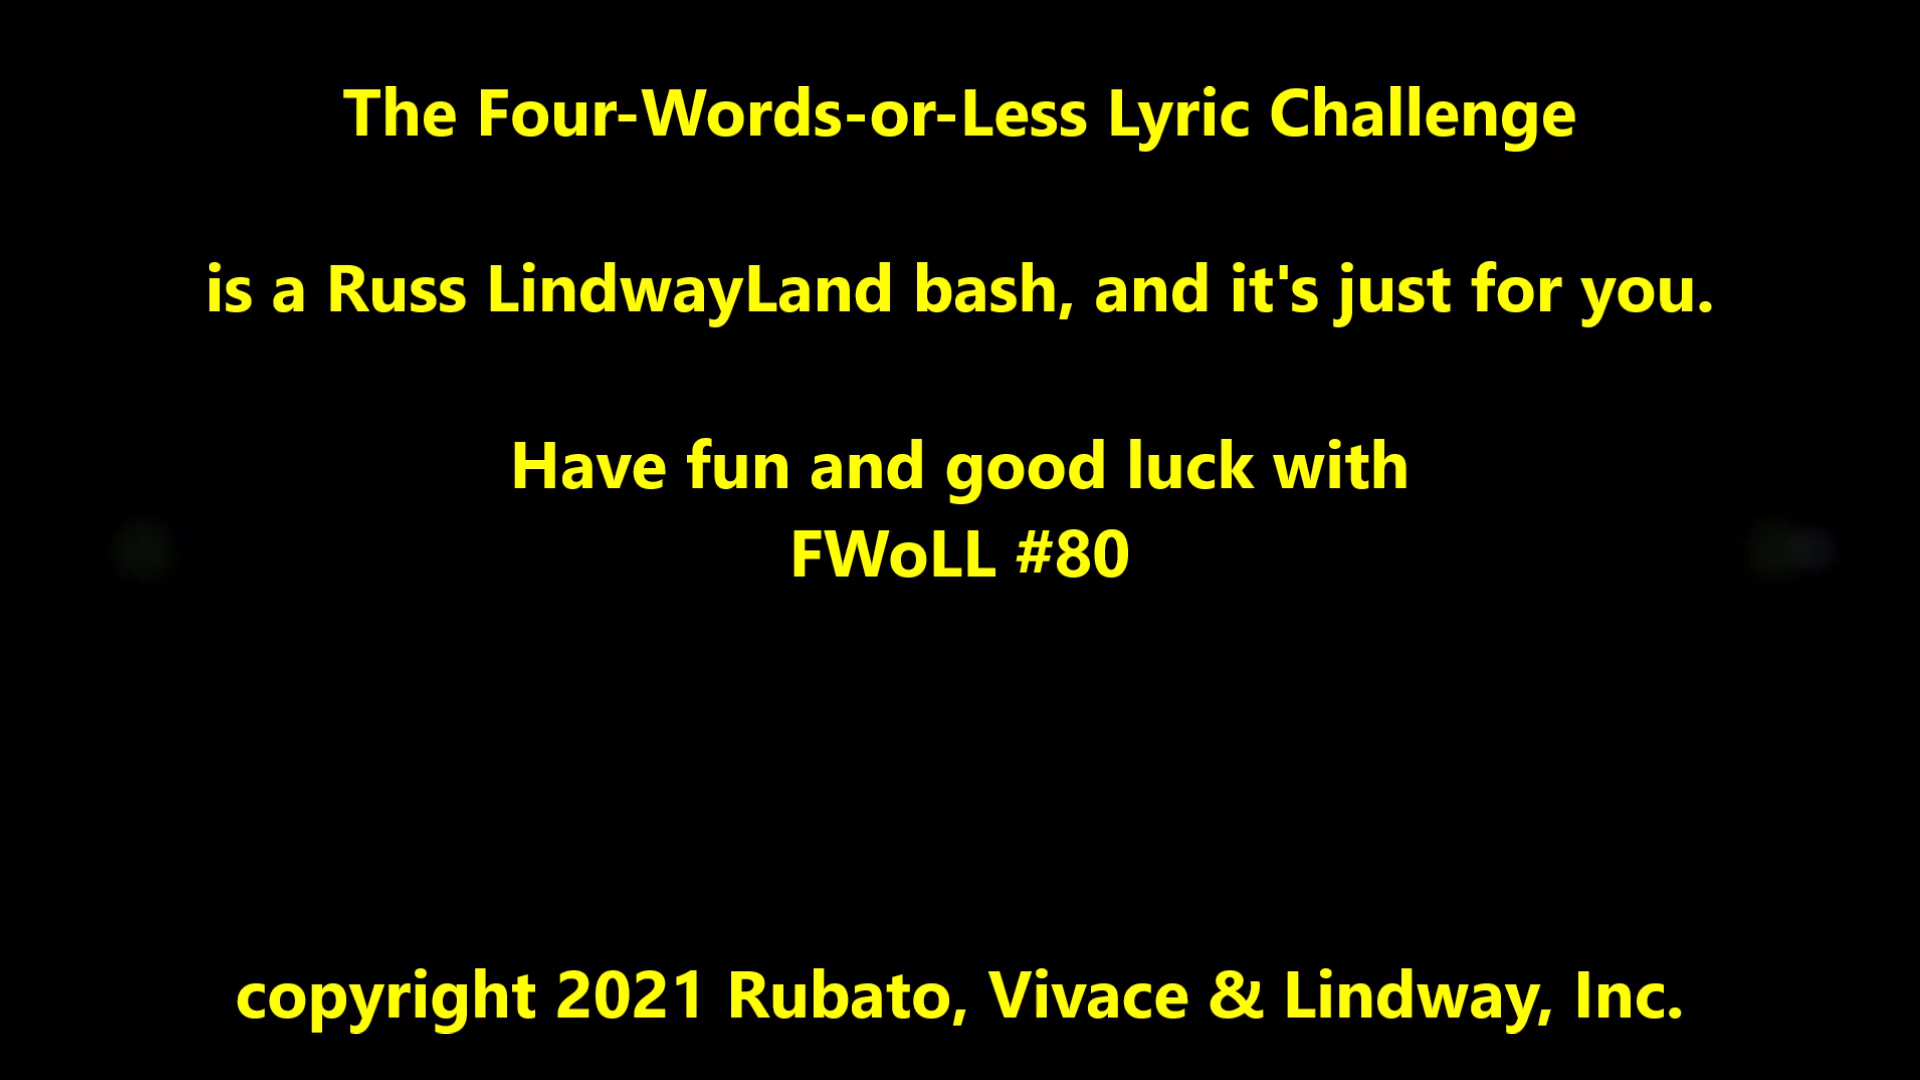 The Four-Words-or-Less Lyric Challenge
is a Russ LindwayLand bash, and it's just for you.
Have fun and good luck with
FWoLL #80
copyright 2021 Rubato, Vivace & Lindway, Inc.